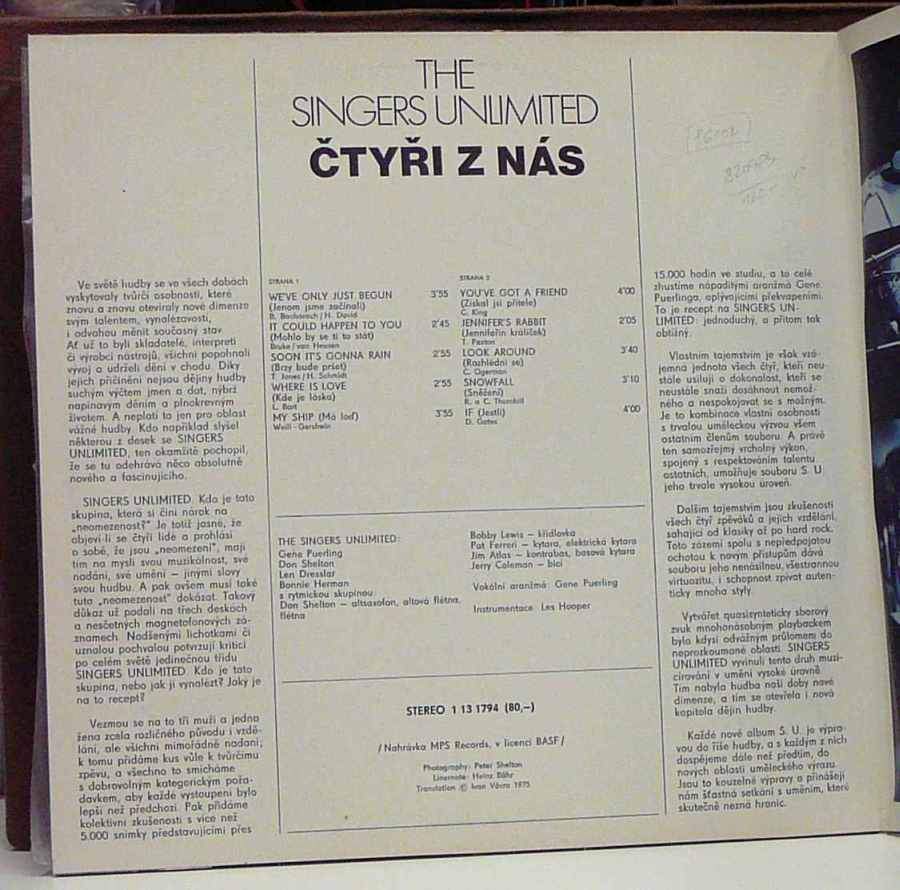 THE
SINGERS UNLIMITED
ČTYŘI Z NÁS
Ve světě hudby se ve všech dobách
vyskytovaly tvůrčí osobnosti, které
znovu a znovu otevíraly nové dimenze
svým talentem, vynalézavostí,
i odvahou měnit současný stav.
Ať už to byli skladatelé, interpreti
či výrobci nástrojů, všichni popohnali
vývoj a udrželi dění v chodu. Díky
jejich přičinění nejsou dějiny hudby
suchým výčtem jmen a dat, nýbrž
napínavým děním a plnokrevným
životem. A neplatí to jen pro oblast
vážné hudby. Kdo například slyšel
některou z desek se SINGERS
UNLIMITED, ten okamžitě pochopil,
že se tu odehrává něco absolutně
nového a fascinujícího.
SINGERS UNLIMITED. Kdo je tato
skupina, která si činí nárok na
„neomezenost?" Je totiž jasné, že
objeví-li se čtyři lidé a prohlásí
o sobě, že jsou „neomezení", mají
tím na mysli svou muzikálnost, své
nadání, své umění – jinými slovy
svou hudbu. A pak ovšem musí také
tuto „neomezenost" dokázat. Takový
důkaz už podali na třech deskách
a nesčetných magnetofonových zá-
znamech. Nadšenými lichotkami či
uznalou pochvalou potvrzují kritici
po celém světě jedinečnou třídu
SINGERS UNLIMITED. Kdo je tato
skupina, nebo jak ji vynalézt? Jaký je
na to recept?
Vezmou se na to tři muži a jedna
žena zcela rozličného původu i vzdě-
lání, ale všichni mimořádně nadaní;
k tomu přidáme kus vůle k tvůrčímu
zpěvu, a všechno to smícháme
s dobrovolným kategorickým poža-
davkem, aby každé vystoupení bylo
lepší než předchozí. Pak přidáme
kolektivní zkušenosti s více než
5.000 snímky představujícími přes
STRANA 1
WE'VE ONLY JUST BEGUN 3'55
(Jenom jsme začínali)
B. Bacharach/H. David
IT COULD HAPPEN TO YOU 2'45
(Mohlo by se ti to stát)
Bruke/van Heusen
SOON IT'S GONNA RAIN 2'55
(Brzy bude pršet)
T. Jones/H. Schmidt
WHERE IS LOVE 2'55
(Kde je láska)
L. Bart
MY SHIP (Má loď) 3'55
Weill - Gershwin
STRANA 2
YOU'VE GOT A FRIEND 4'00
(Získal jsi přítele)
C. King
JENNIFER'S RABBIT 2'05
(Jenniferin králíček)
T. Paxton
LOOK AROUND 3'40
(Rozhlédni se)
C. Ogerman
SNOWFALL 3'10
(Sněžení)
R. a C. Thornhill
IF (Jestli) 4'00
D. Gates
THE SINGERS UNLIMITED:
Gene Puerling
Don Shelton
Len Dresslar
Bonnie Herman
s rytmickou skupinou
Don Shelton – altsaxofon, altová flétna,
flétna
Bobby Lewis – křídlovka
Pat Ferreri – kytara, elektrická kytara
Jim Atlas – kontrabas, basová kytara
Jerry Coleman – bicí
Vokální aranžmá Gene Puerling
Instrumentace Les Hooper
STEREO 1 13 1794 (80,–)
/Nahrávka MPS Records, v licenci BASF/
Photography: Peter Shelton
Linernote: Heinz Bähr
Translation © Ivan Vávra 1975
15.000 hodin ve studiu, a to celé
zhustíme nápaditými aranžmá Gene
Puerlinga, oplývajícími překvapeními.
To je recept na SINGERS UN-
LIMITED: jednoduchý, a přitom tak
obtížný.
Vlastním tajemstvím je však vzá-
jemná jednota všech čtyř, kteří neu-
stále usilují o dokonalost, kteří se
neustále snaží dosáhnout nemož-
ného a nespokojovat se s možným.
Je to kombinace vlastní osobnosti
s trvalou uměleckou výzvou všem
ostatním členům souboru. A právě
ten samozřejmý vrcholný výkon,
spojený s respektováním talentu
ostatních, umožňuje souboru S. U.
jeho trvale vysokou úroveň.
Dalším tajemstvím jsou zkušenosti
všech čtyř zpěváků a jejich vzdělání,
sahající od klasiky až po hard rock.
Toto zázemí spolu s nepředpojatou
ochotou k novým přístupům dává
souboru jeho nenásilnou, všestrannou
virtuozitu, i schopnost zpívat auten-
ticky mnoha styly.
Vytvářet quasisynteticky sborový
zvuk mnohonásobným playbackem
bylo kdysi odvážným průlomem do
neprozkoumané oblasti. SINGERS
UNLIMITED vyvinuli tento druh muzi-
círování v umění vysoké úrovně.
Tím nabyla hudba naší doby nové
dimenze, a tím se otevřela i nová
kapitola dějin hudby.
Každé nové album S. U. je výpra-
vou do říše hudby, a s každým z nich
dospějeme dále než předtím, do
nových oblastí uměleckého výrazu.
Jsou to kouzelné výpravy a přinášejí
nám šťastná setkání s uměním, které
skutečně nezná hranic.